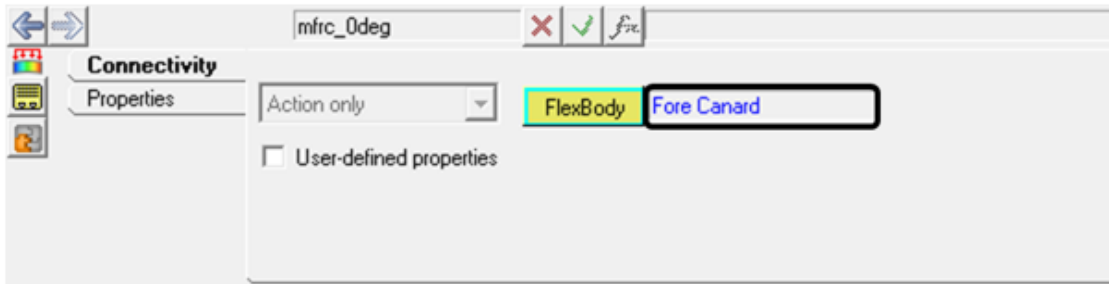 mfrc_0deg
Connectivity
Properties
Action only
FlexBody Fore Canard
User-defined properties